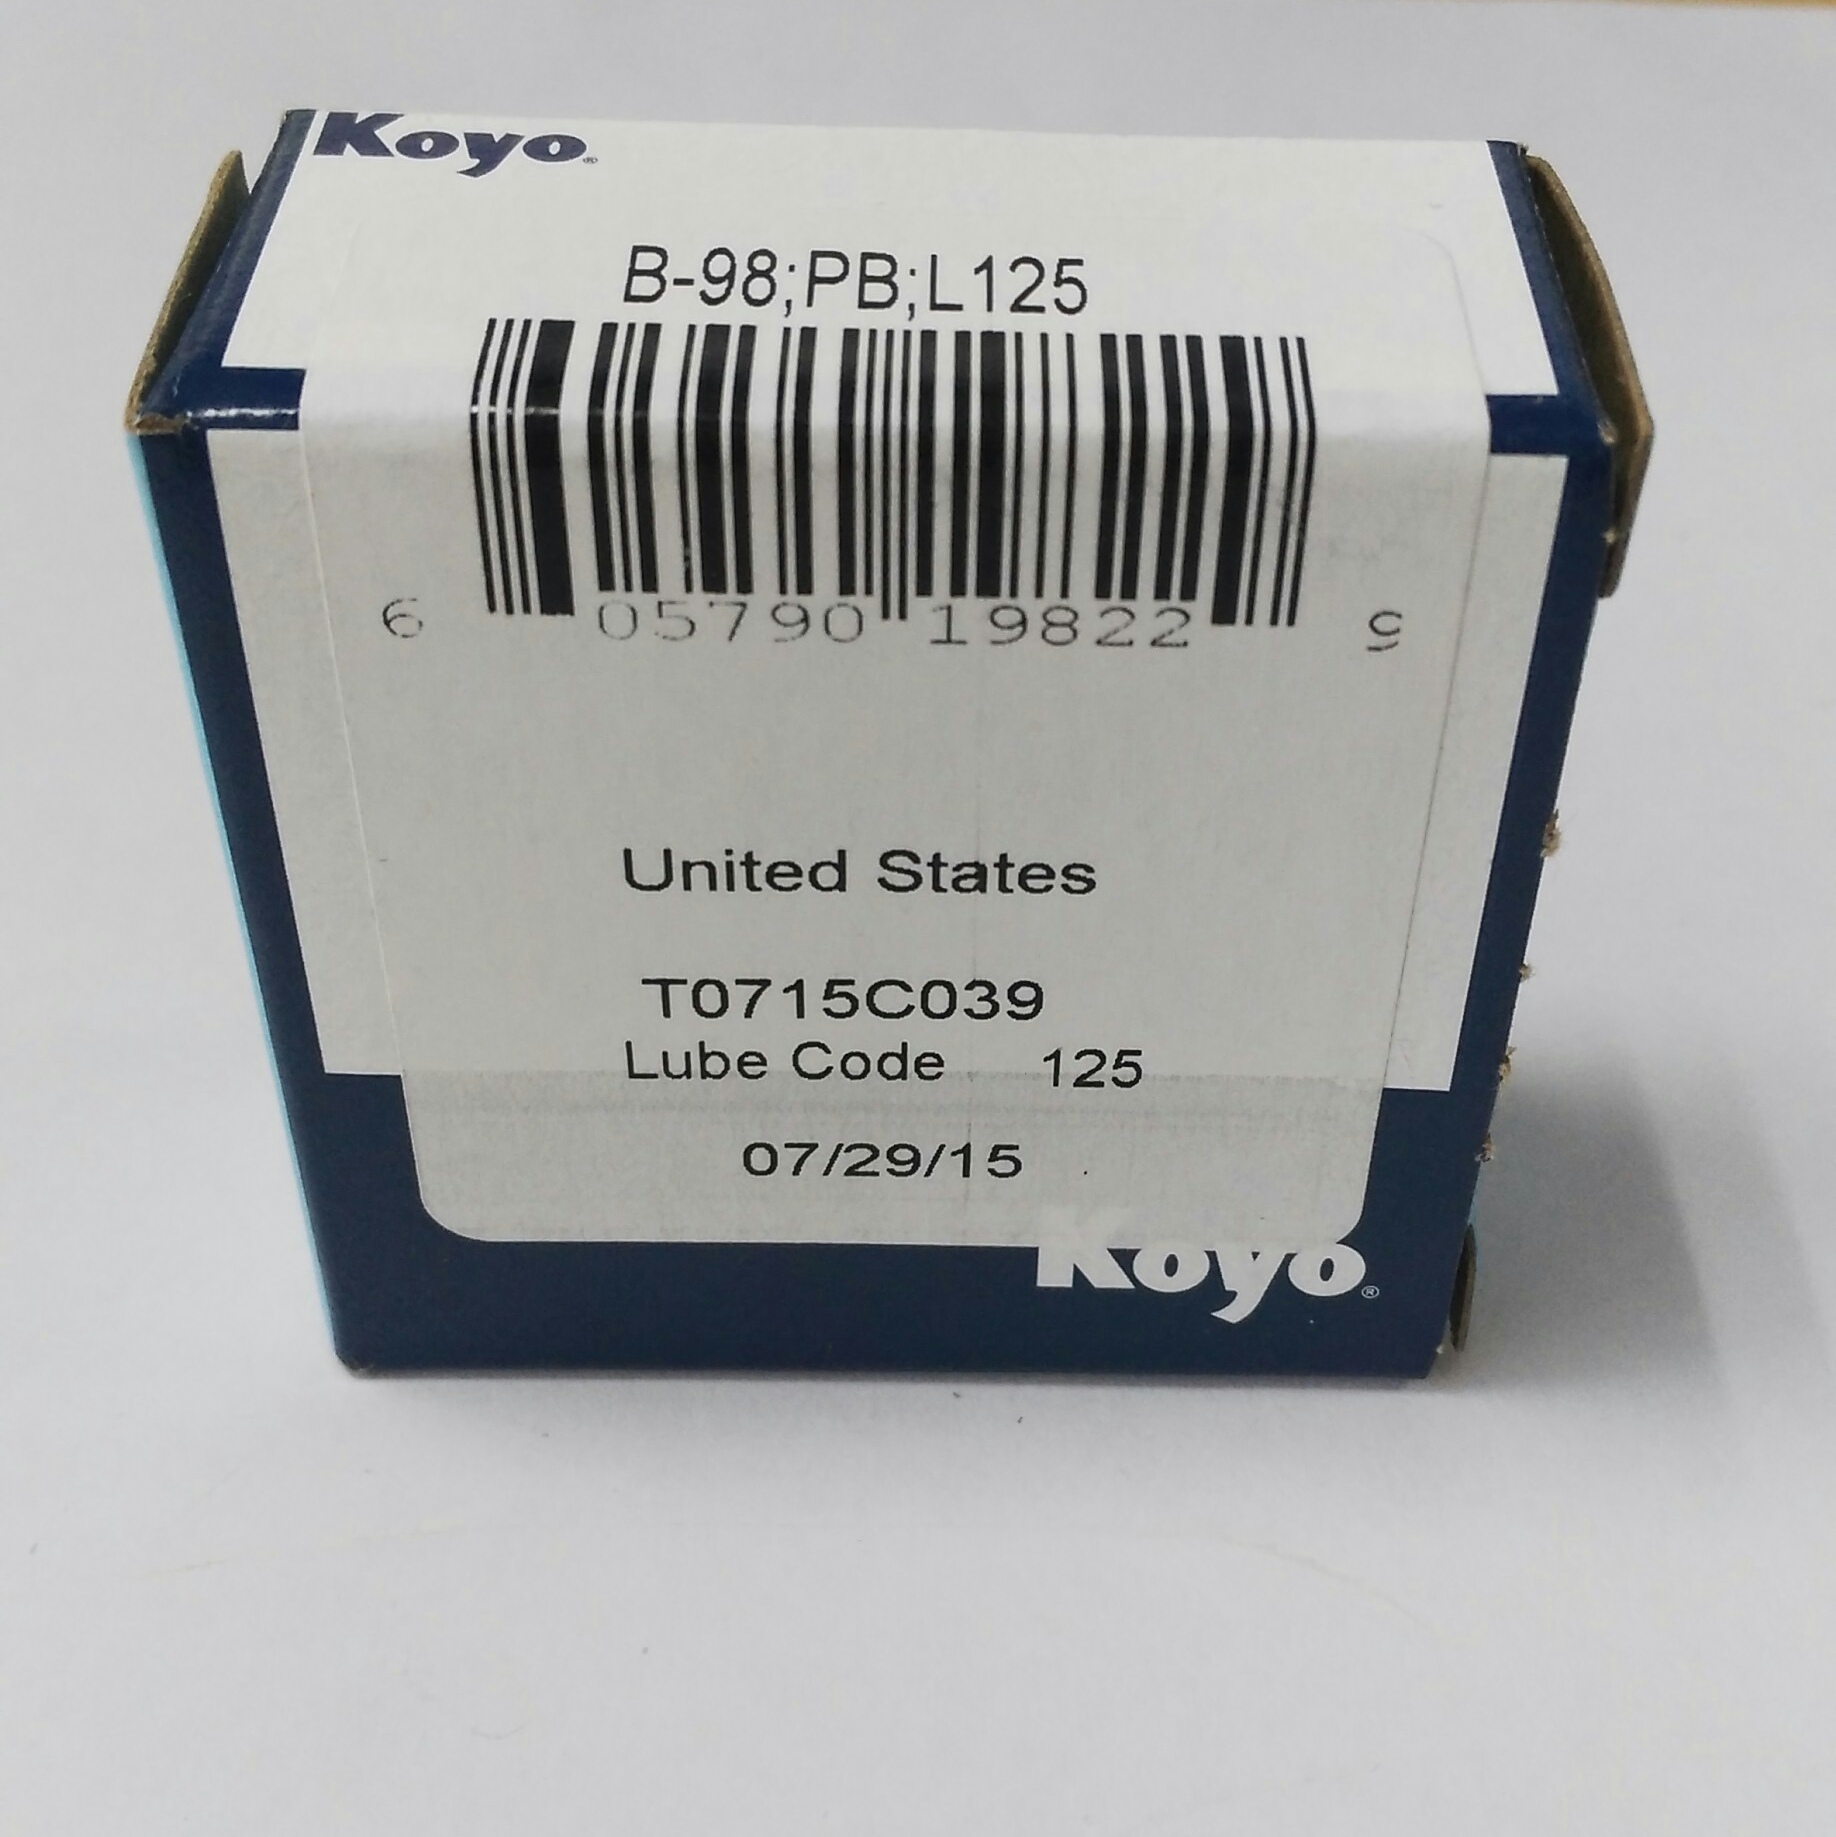 Koyo®
B-98;PB;L125
6 05790 19822 9
United States
T0715C039
Lube Code 125
07/29/15
Koyo®